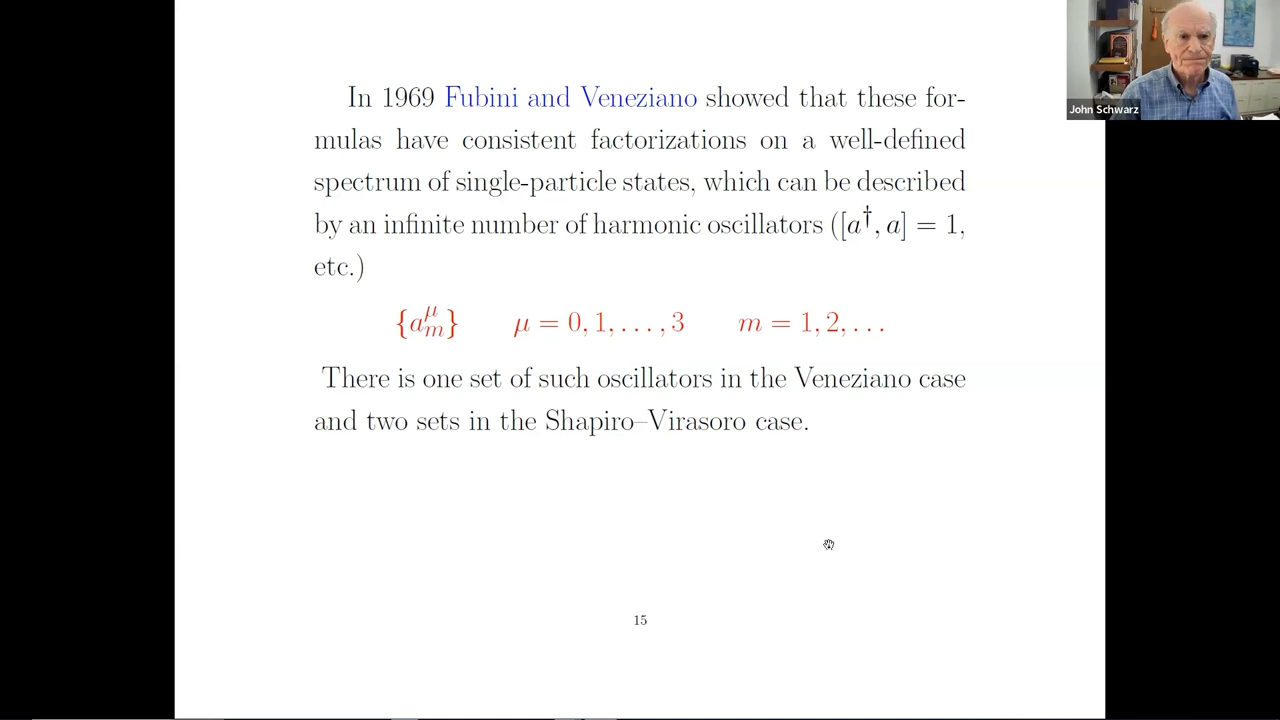 In 1969 Fubini and Veneziano showed that these for-
mulas have consistent factorizations on a well-defined
spectrum of single-particle states, which can be described
by an infinite number of harmonic oscillators ([a†, a] = 1,
etc.)
{a_m^μ} μ = 0, 1, . . . , 3 m = 1, 2, . . .
There is one set of such oscillators in the Veneziano case
and two sets in the Shapiro–Virasoro case.
15
John Schwarz